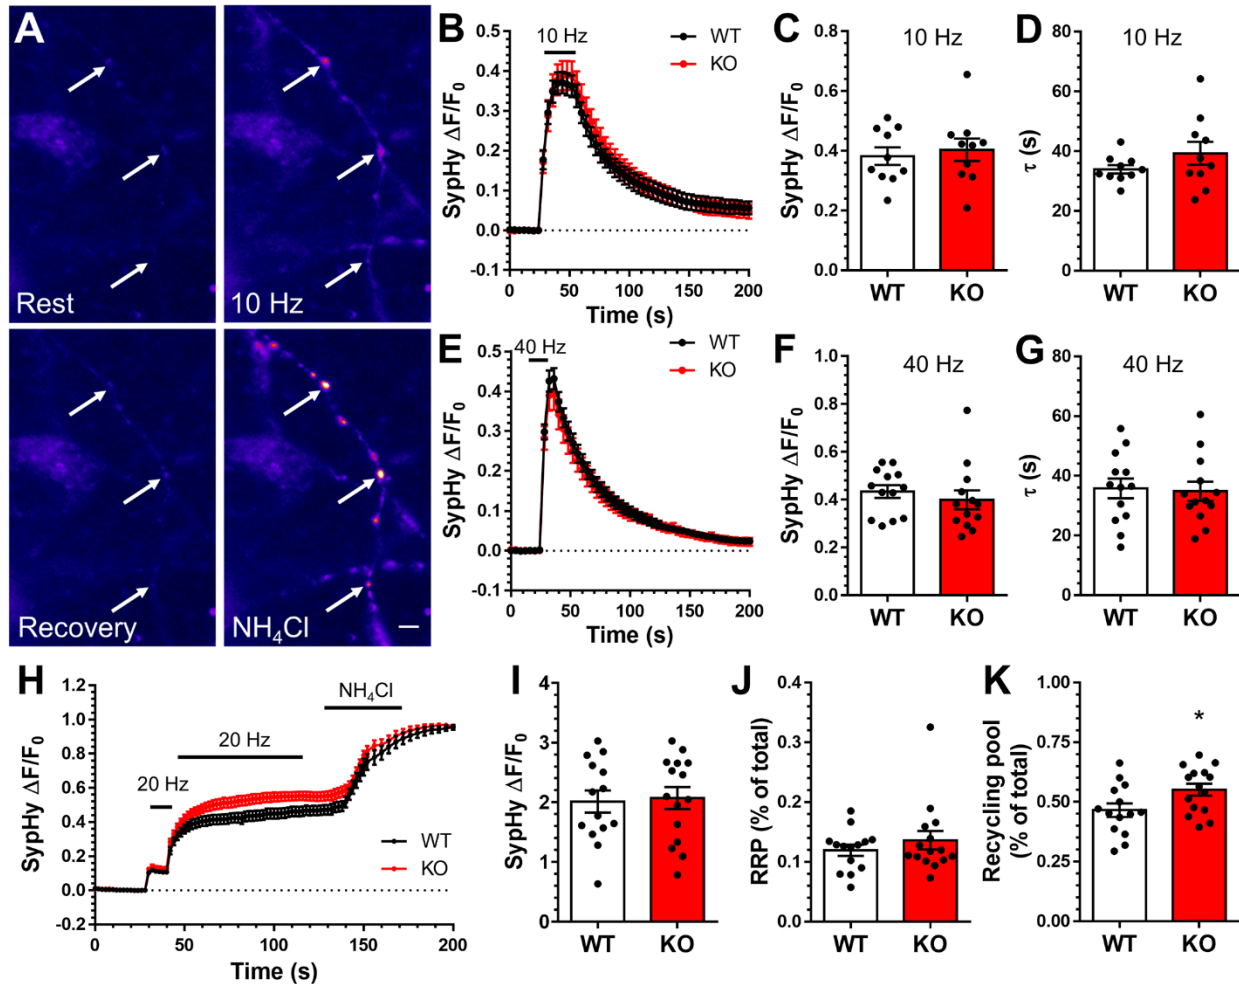 A
Rest
10 Hz
Recovery
NH₄Cl
B
10 Hz
WT
KO
SypHy ΔF/F₀
0.5
0.4
0.3
0.2
0.1
0.0
-0.1
0
50
100
150
200
Time (s)
C
10 Hz
SypHy ΔF/F₀
0.8
0.6
0.4
0.2
0.0
WT
KO
D
10 Hz
τ (s)
80
60
40
20
0
WT
KO
E
40 Hz
WT
KO
SypHy ΔF/F₀
0.5
0.4
0.3
0.2
0.1
0.0
-0.1
0
50
100
150
200
Time (s)
F
40 Hz
SypHy ΔF/F₀
1.0
0.8
0.6
0.4
0.2
0.0
WT
KO
G
40 Hz
τ (s)
80
60
40
20
0
WT
KO
H
NH₄Cl
20 Hz
20 Hz
WT
KO
SypHy ΔF/F₀
1.2
1.0
0.8
0.6
0.4
0.2
0.0
-0.2
0
50
100
150
200
Time (s)
I
SypHy ΔF/F₀
4
3
2
1
0
WT
KO
J
RRP (% of total)
0.4
0.3
0.2
0.1
0.0
WT
KO
K
*
Recycling pool
(% of total)
1.00
0.75
0.50
0.25
0.00
WT
KO